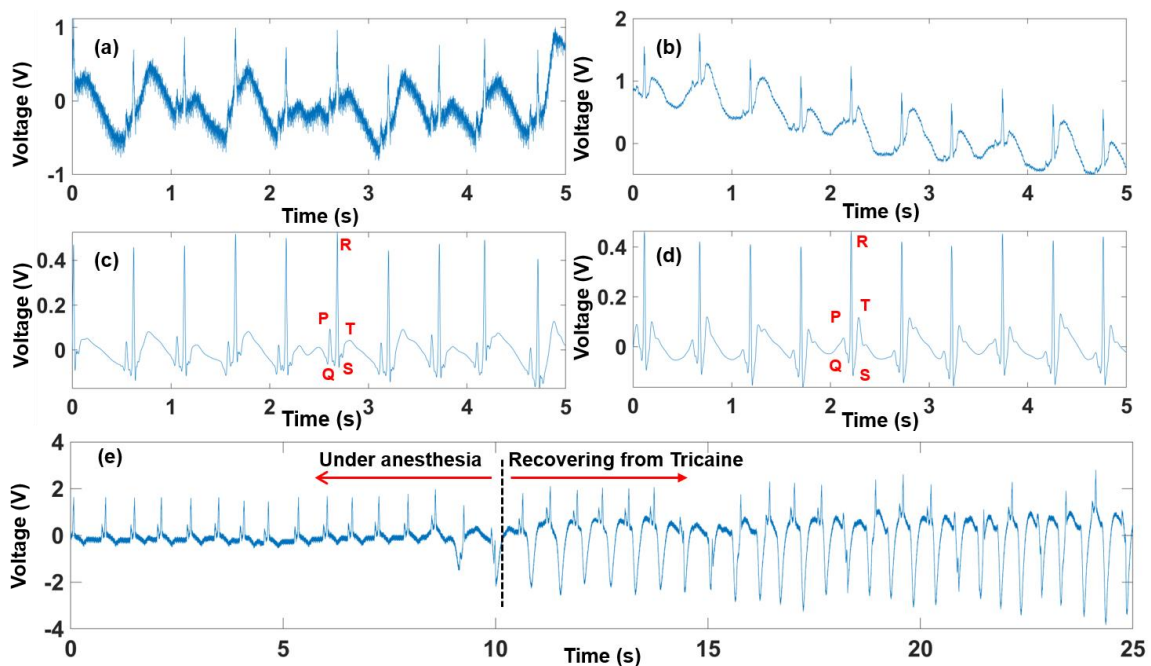 Voltage (V)
1
0
-1
(a)
0 1 2 3 4 5
Time (s)
Voltage (V)
2
1
0
(b)
0 1 2 3 4 5
Time (s)
Voltage (V)
0.4
0.2
0
(c)
R
P
T
Q
S
0 1 2 3 4 5
Time (s)
Voltage (V)
0.4
0.2
0
(d)
R
T
P
Q
S
0 1 2 3 4 5
Time (s)
Voltage (V)
4
2
0
-2
-4
(e)
Under anesthesia
Recovering from Tricaine
0 5 10 15 20 25
Time (s)